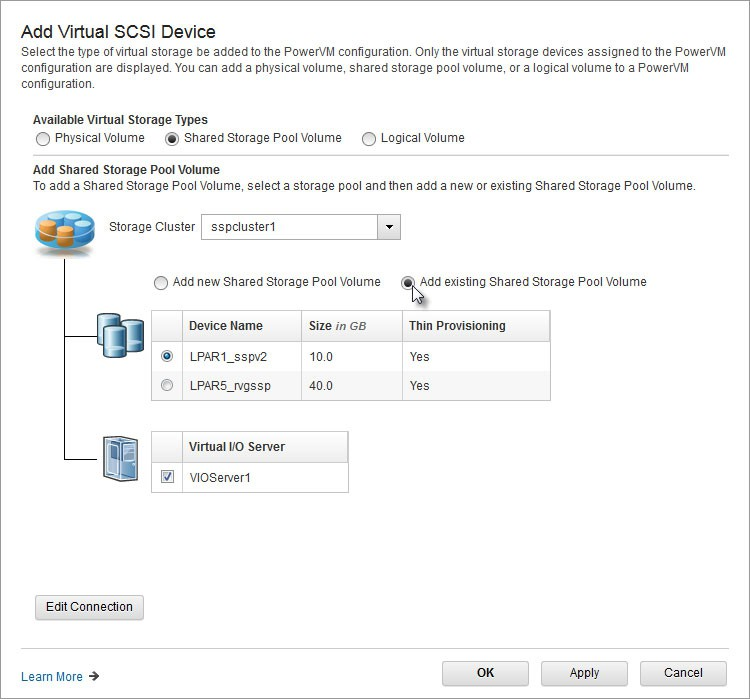 Add Virtual SCSI Device
Select the type of virtual storage be added to the PowerVM configuration. Only the virtual storage devices assigned to the PowerVM
configuration are displayed. You can add a physical volume, shared storage pool volume, or a logical volume to a PowerVM
configuration.
Available Virtual Storage Types
Physical Volume Shared Storage Pool Volume Logical Volume
Add Shared Storage Pool Volume
To add a Shared Storage Pool Volume, select a storage pool and then add a new or existing Shared Storage Pool Volume.
Storage Cluster sspcluster1
Add new Shared Storage Pool Volume Add existing Shared Storage Pool Volume
Device Name Size in GB Thin Provisioning
LPAR1_sspv2 10.0 Yes
LPAR5_rvgssp 40.0 Yes
Virtual I/O Server
VIOServer1
Edit Connection
Learn More OK Apply Cancel